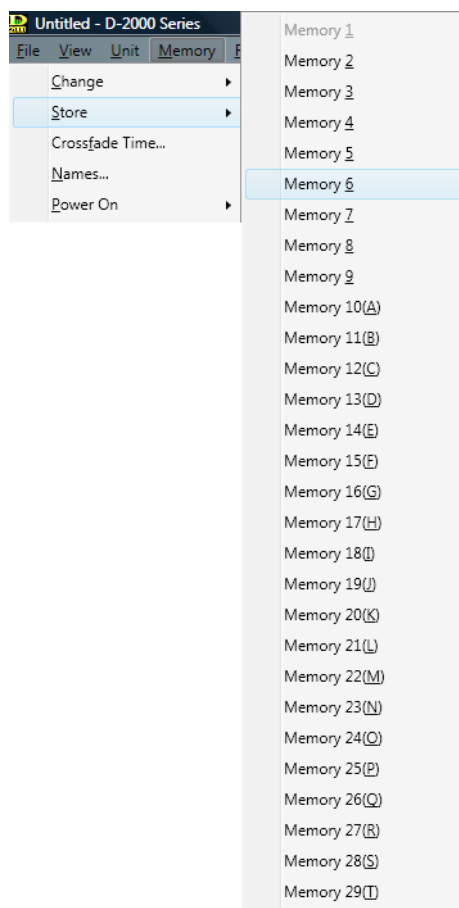 Untitled - D-2000 Series
File View Unit Memory
Change
Store
Crossfade Time...
Names...
Power On
Memory 1
Memory 2
Memory 3
Memory 4
Memory 5
Memory 6
Memory 7
Memory 8
Memory 9
Memory 10(A)
Memory 11(B)
Memory 12(C)
Memory 13(D)
Memory 14(E)
Memory 15(F)
Memory 16(G)
Memory 17(H)
Memory 18(I)
Memory 19(J)
Memory 20(K)
Memory 21(L)
Memory 22(M)
Memory 23(N)
Memory 24(O)
Memory 25(P)
Memory 26(Q)
Memory 27(R)
Memory 28(S)
Memory 29(T)